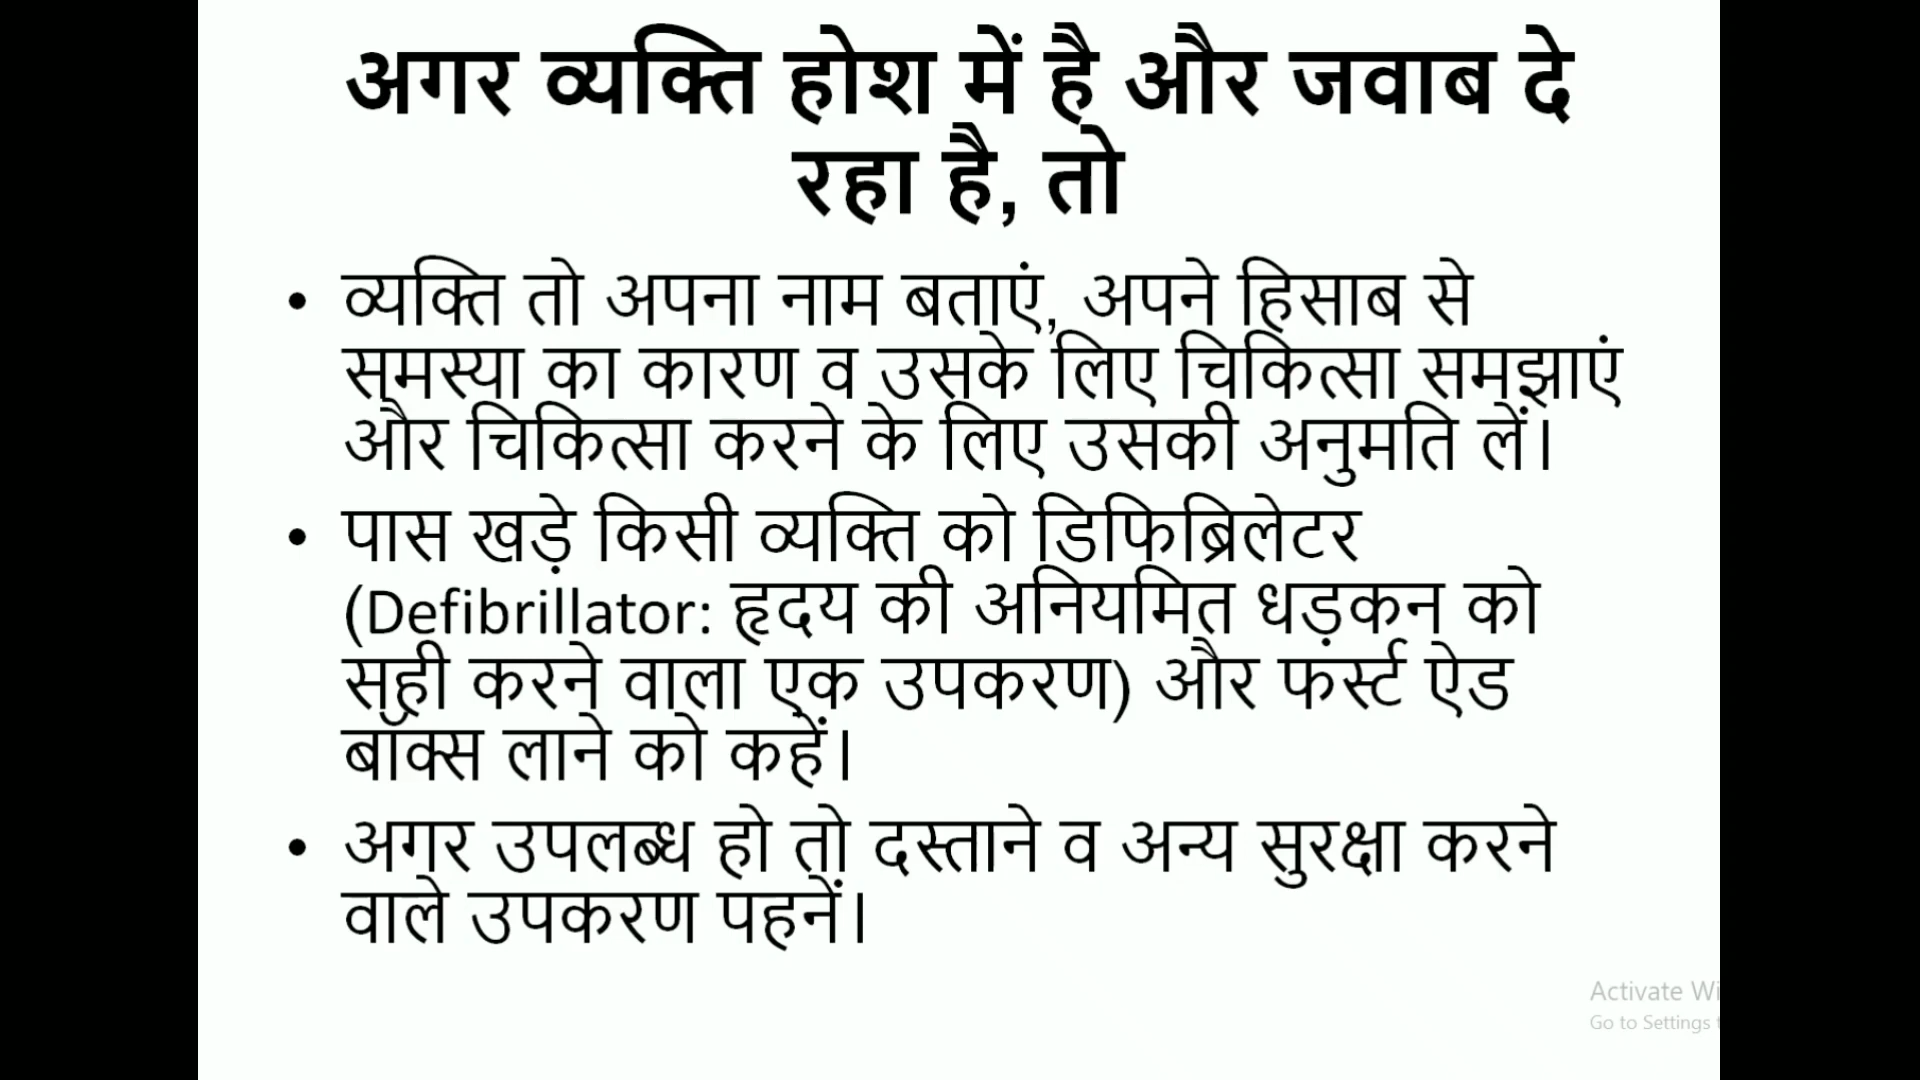 अगर व्यक्ति होश में है और जवाब दे
रहा है, तो
• व्यक्ति तो अपना नाम बताएं, अपने हिसाब से
समस्या का कारण व उसके लिए चिकित्सा समझाएं
और चिकित्सा करने के लिए उसकी अनुमति लें।
• पास खड़े किसी व्यक्ति को डिफिब्रिलेटर
(Defibrillator: हृदय की अनियमित धड़कन को
सही करने वाला एक उपकरण) और फर्स्ट ऐड
बॉक्स लाने को कहें।
• अगर उपलब्ध हो तो दस्ताने व अन्य सुरक्षा करने
वाले उपकरण पहनें।
Activate Wi
Go to Settings